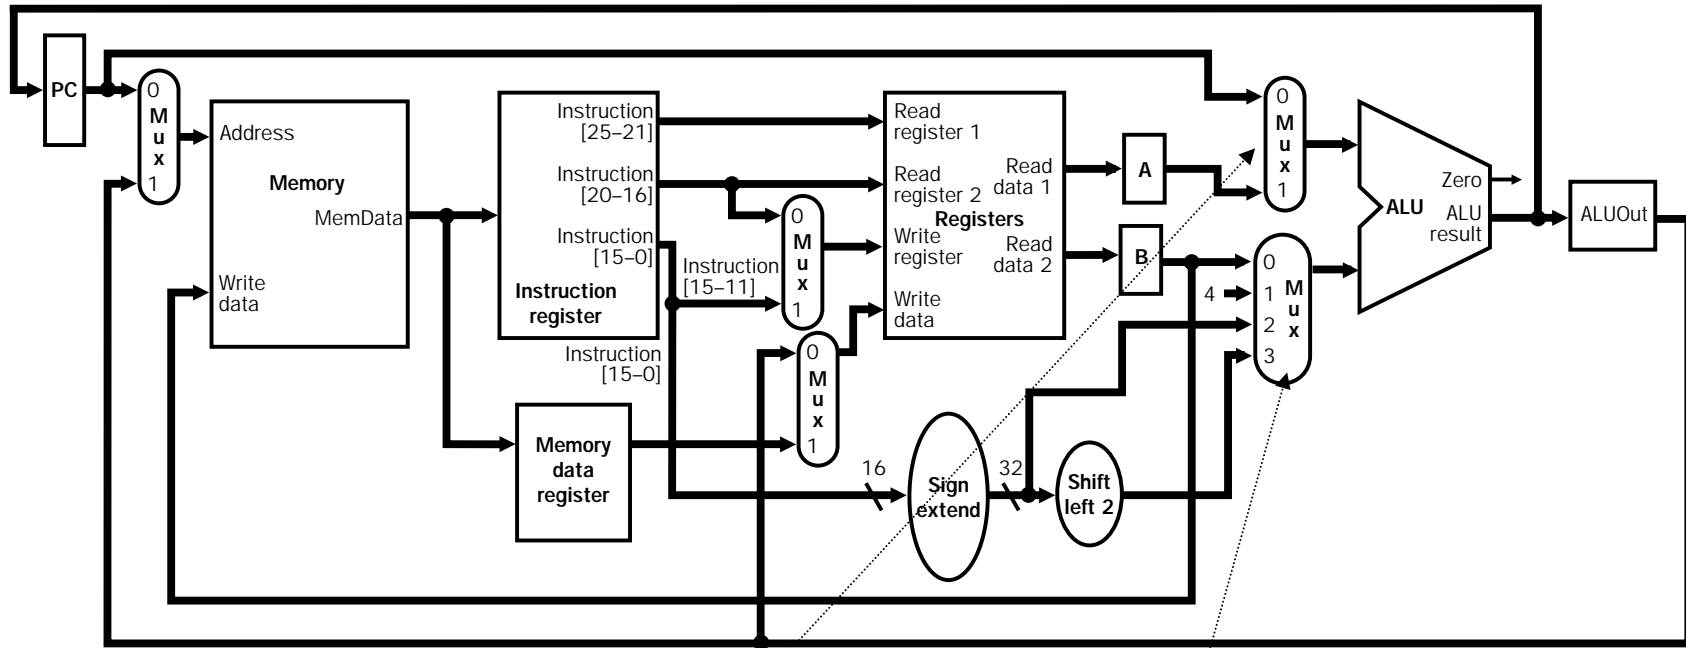 PC
0
M
u
x
1
Address
Memory
MemData
Write
data
Instruction
[25–21]
Instruction
[20–16]
Instruction
[15–0]
Instruction
register
Instruction
[15–11]
Instruction
[15–0]
Memory
data
register
0
M
u
x
1
0
M
u
x
1
Read
register 1
Read
register 2
Registers
Write
register
Write
data
Read
data 1
Read
data 2
16
Sign
extend
32
Shift
left 2
A
B
4
0
M
u
x
1
0
1
2
3
M
u
x
Zero
ALU
ALU
result
ALUOut